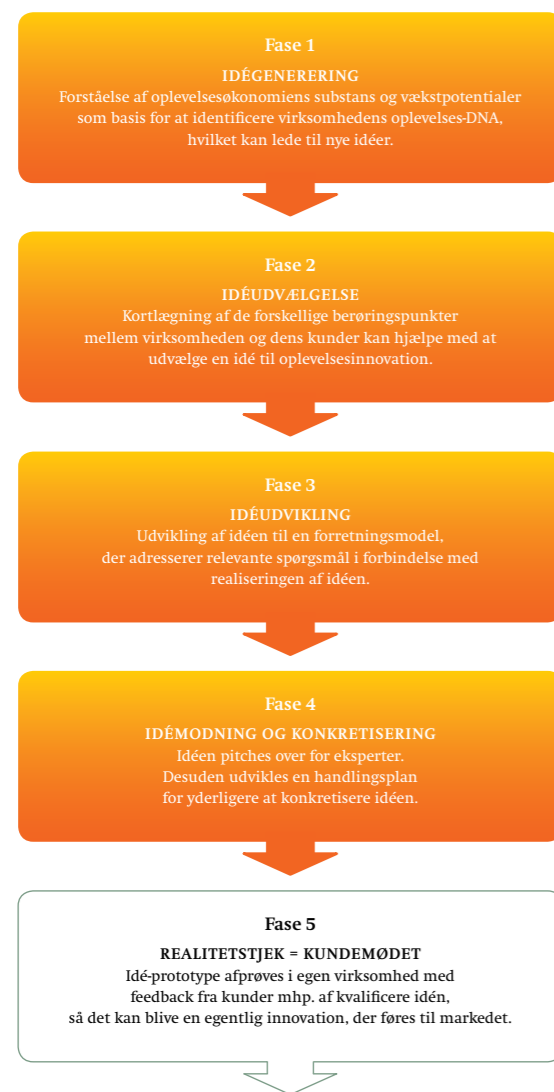 Fase 1
IDÉGENERERING
Forståelse af oplevelsesøkonomiens substans og vækstpotentialer
som basis for at identificere virksomhedens oplevelses-DNA,
hvilket kan lede til nye idéer.
Fase 2
IDÉUDVÆLGELSE
Kortlægning af de forskellige berøringspunkter
mellem virksomheden og dens kunder kan hjælpe med at
udvælge en idé til oplevelsesinnovation.
Fase 3
IDÉUDVIKLING
Udvikling af idéen til en forretningsmodel,
der adresserer relevante spørgsmål i forbindelse med
realiseringen af idéen.
Fase 4
IDÉMODNING OG KONKRETISERING
Idéen pitches over for eksperter.
Desuden udvikles en handlingsplan
for yderligere at konkretisere idéen.
Fase 5
REALITETSTJEK = KUNDEMØDET
Idé-prototype afprøves i egen virksomhed med
feedback fra kunder mhp. af kvalificere idén,
så det kan blive en egentlig innovation, der føres til markedet.